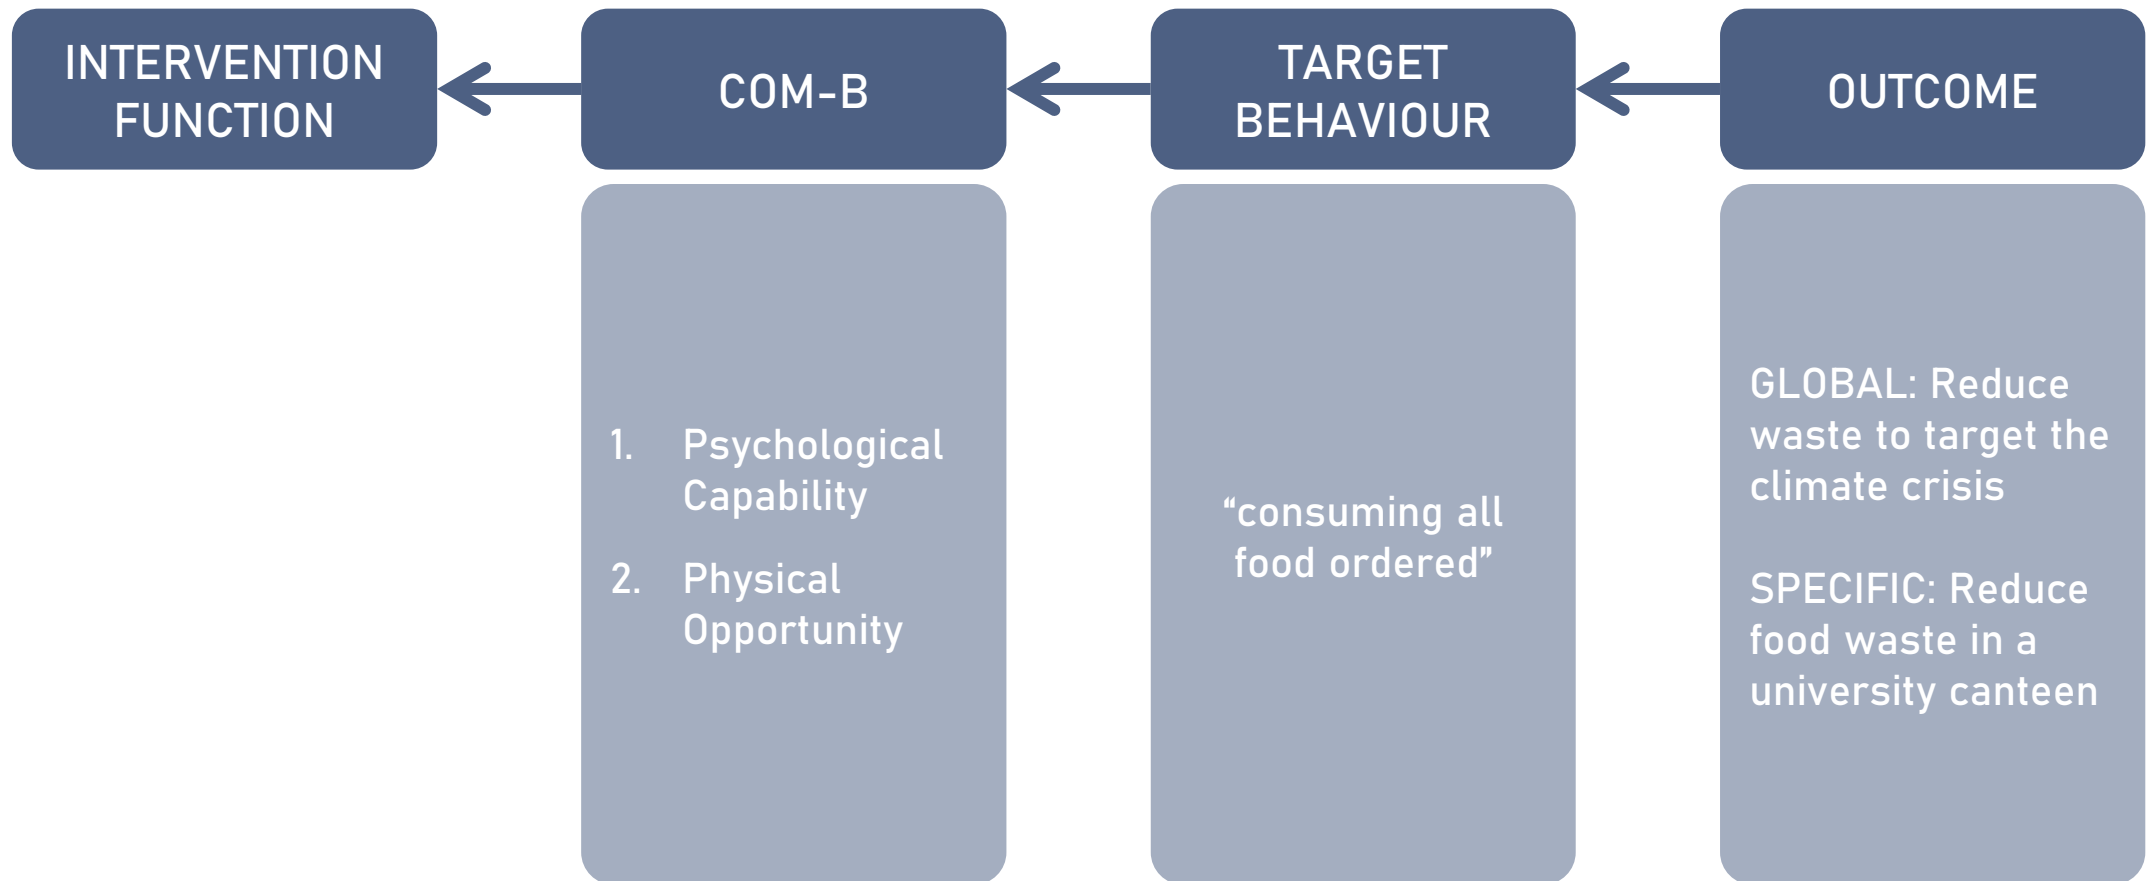 INTERVENTION
FUNCTION
COM-B
TARGET
BEHAVIOUR
OUTCOME
1. Psychological
Capability
2. Physical
Opportunity
“consuming all
food ordered”
GLOBAL: Reduce
waste to target the
climate crisis
SPECIFIC: Reduce
food waste in a
university canteen